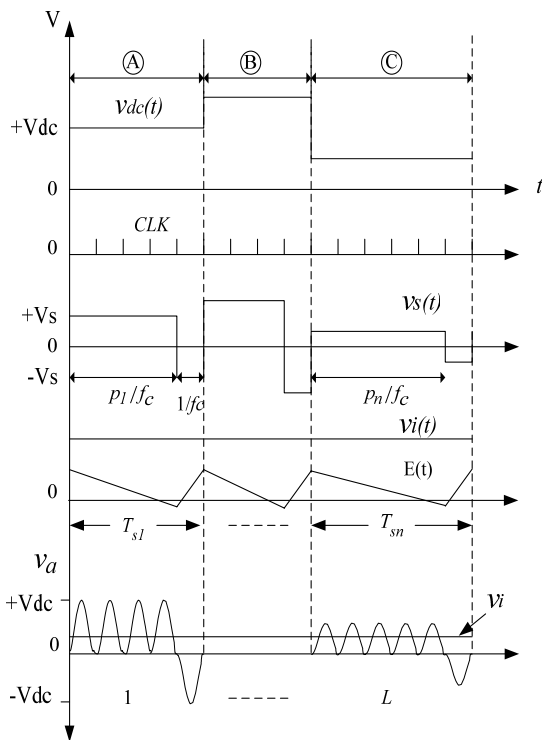 V
A B C
vdc(t)
+Vdc
0 t
CLK
0
+Vs vs(t)
0
-Vs
p1/fc 1/fc pn/fc
vi(t)
E(t)
0
Ts1 ----- Tsn
va
+Vdc vi
0
-Vdc 1 ----- L